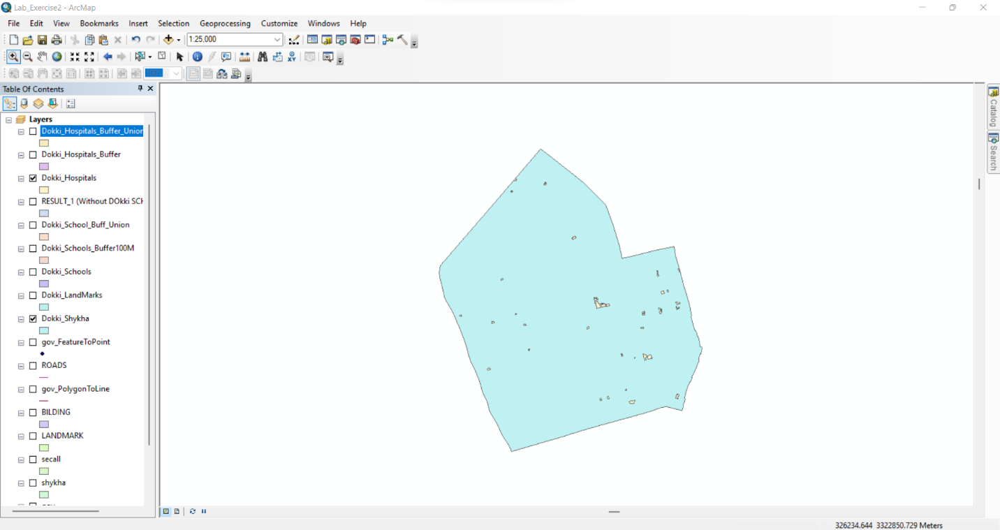 Lab_Exercise2 - ArcMap
File Edit View Bookmarks Insert Selection Geoprocessing Customize Windows Help
1:25,000
Table Of Contents
Layers
Dokki_Hospitals_Buffer_Union
Dokki_Hospitals_Buffer
Dokki_Hospitals
RESULT_1 (Without DOkki SCH
Dokki_School_Buff_Union
Dokki_Schools_Buffer100M
Dokki_Schools
Dokki_LandMarks
Dokki_Shykha
gov_FeatureToPoint
ROADS
gov_PolygonToLine
BILDING
LANDMARK
secall
shykha
Catalog
Search
326234.644 3322850.729 Meters